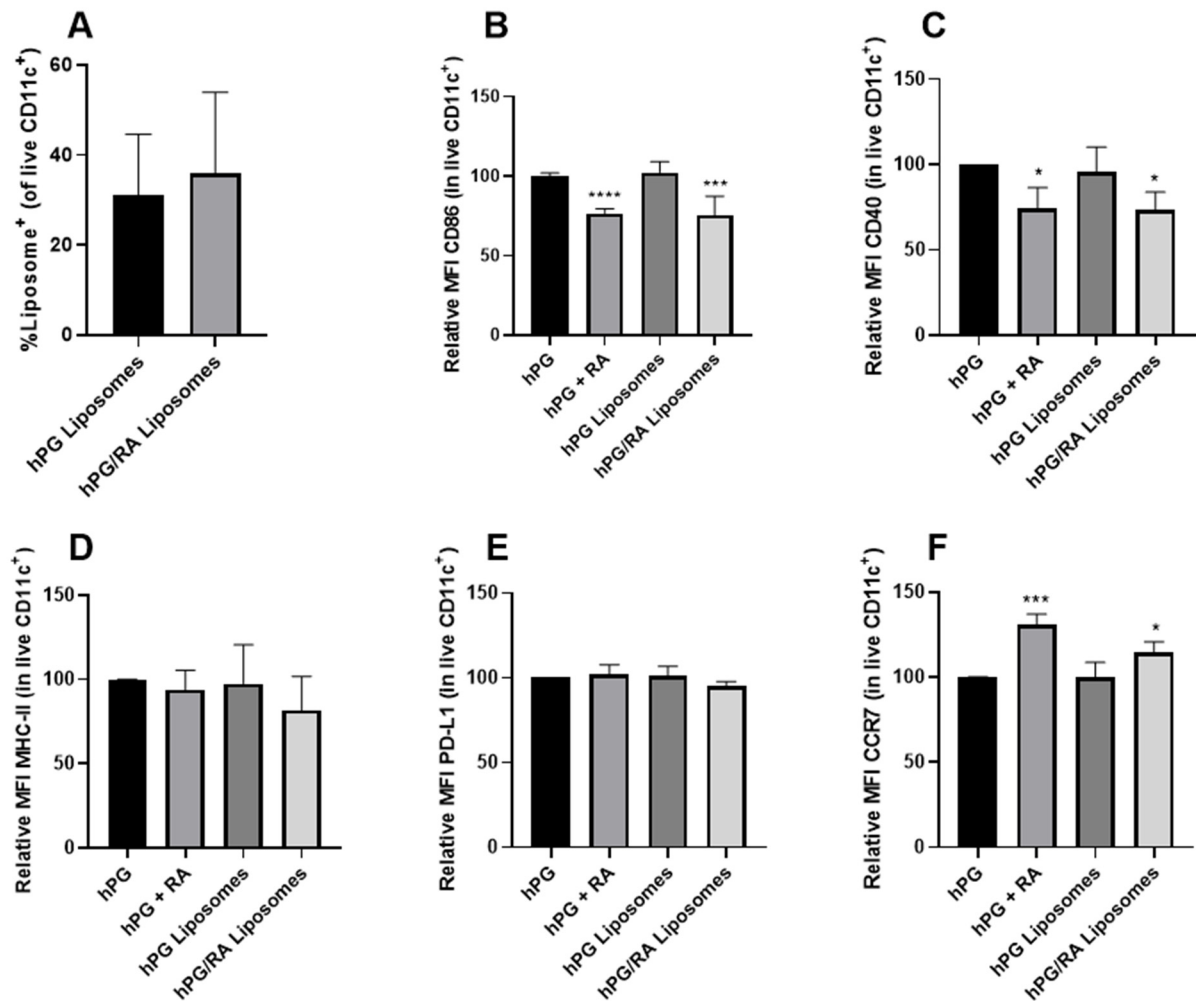 A
%Liposome⁺ (of live CD11c⁺)
60
40
20
0
hPG Liposomes
hPG/RA Liposomes
B
Relative MFI CD86 (In live CD11c⁺)
150
100
50
0
****
***
hPG
hPG + RA
hPG Liposomes
hPG/RA Liposomes
C
Relative MFI CD40 (in live CD11c⁺)
150
100
50
0
*
*
hPG
hPG + RA
hPG Liposomes
hPG/RA Liposomes
D
Relative MFI MHC-II (in live CD11c⁺)
150
100
50
0
hPG
hPG + RA
hPG Liposomes
hPG/RA Liposomes
E
Relative MFI PD-L1 (In live CD11c⁺)
150
100
50
0
hPG
hPG + RA
hPG Liposomes
hPG/RA Liposomes
F
Relative MFI CCR7 (in live CD11c⁺)
150
100
50
0
***
*
hPG
hPG + RA
hPG Liposomes
hPG/RA Liposomes